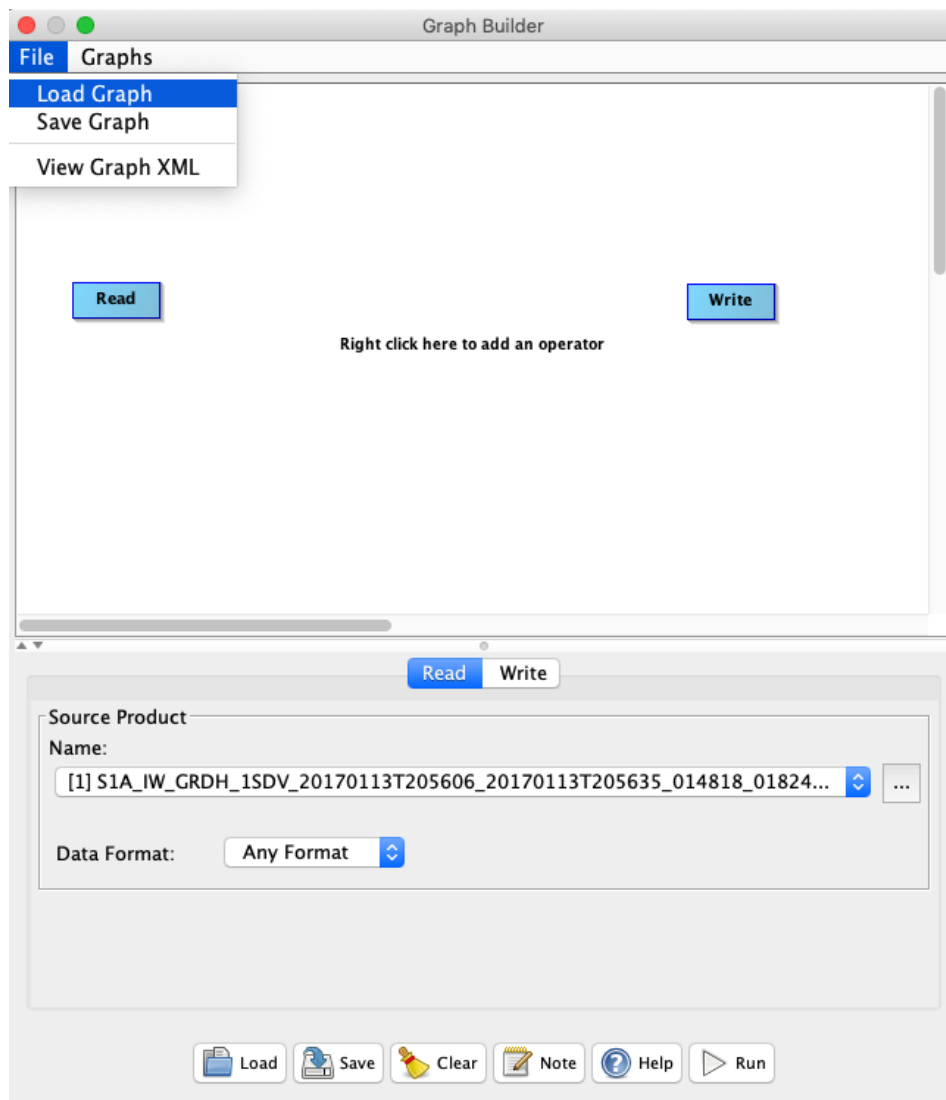 Graph Builder
File Graphs
Load Graph
Save Graph
View Graph XML
Read
Write
Right click here to add an operator
Read Write
Source Product
Name:
[1] S1A_IW_GRDH_1SDV_20170113T205606_20170113T205635_014818_01824...
...
Data Format: Any Format
Load Save Clear Note Help Run